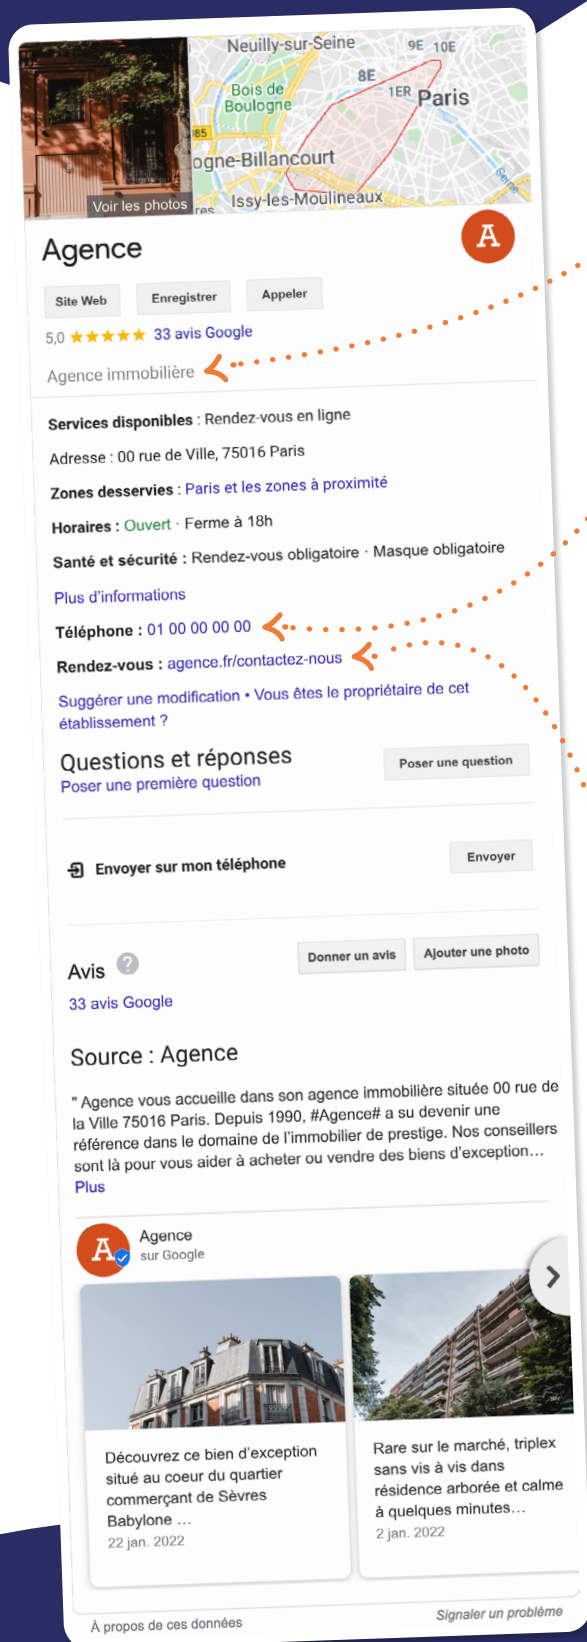 Neuilly-sur-Seine
9E 10E
8E
Bois de
Boulogne
1ER Paris
85
ogne-Billancourt
Seine
Issy-les-Moulineaux
res
Voir les photos
Agence
A
Site Web
Enregistrer
Appeler
5,0 ★★★★★ 33 avis Google
Agence immobilière
Services disponibles : Rendez-vous en ligne
Adresse : 00 rue de Ville, 75016 Paris
Zones desservies : Paris et les zones à proximité
Horaires : Ouvert · Ferme à 18h
Santé et sécurité : Rendez-vous obligatoire · Masque obligatoire
Plus d’informations
Téléphone : 01 00 00 00 00
Rendez-vous : agence.fr/contactez-nous
Suggérer une modification • Vous êtes le propriétaire de cet
établissement ?
Questions et réponses
Poser une première question
Poser une question
Envoyer sur mon téléphone
Envoyer
Avis ?
Donner un avis
Ajouter une photo
33 avis Google
Source : Agence
" Agence vous accueille dans son agence immobilière située 00 rue de
la Ville 75016 Paris. Depuis 1990, #Agence# a su devenir une
référence dans le domaine de l’immobilier de prestige. Nos conseillers
sont là pour vous aider à acheter ou vendre des biens d’exception…
Plus
A
Agence
sur Google
Découvrez ce bien d’exception
situé au coeur du quartier
commerçant de Sèvres
Babylone …
22 jan. 2022
Rare sur le marché, triplex
sans vis à vis dans
résidence arborée et calme
à quelques minutes…
2 jan. 2022
À propos de ces données
Signaler un problème